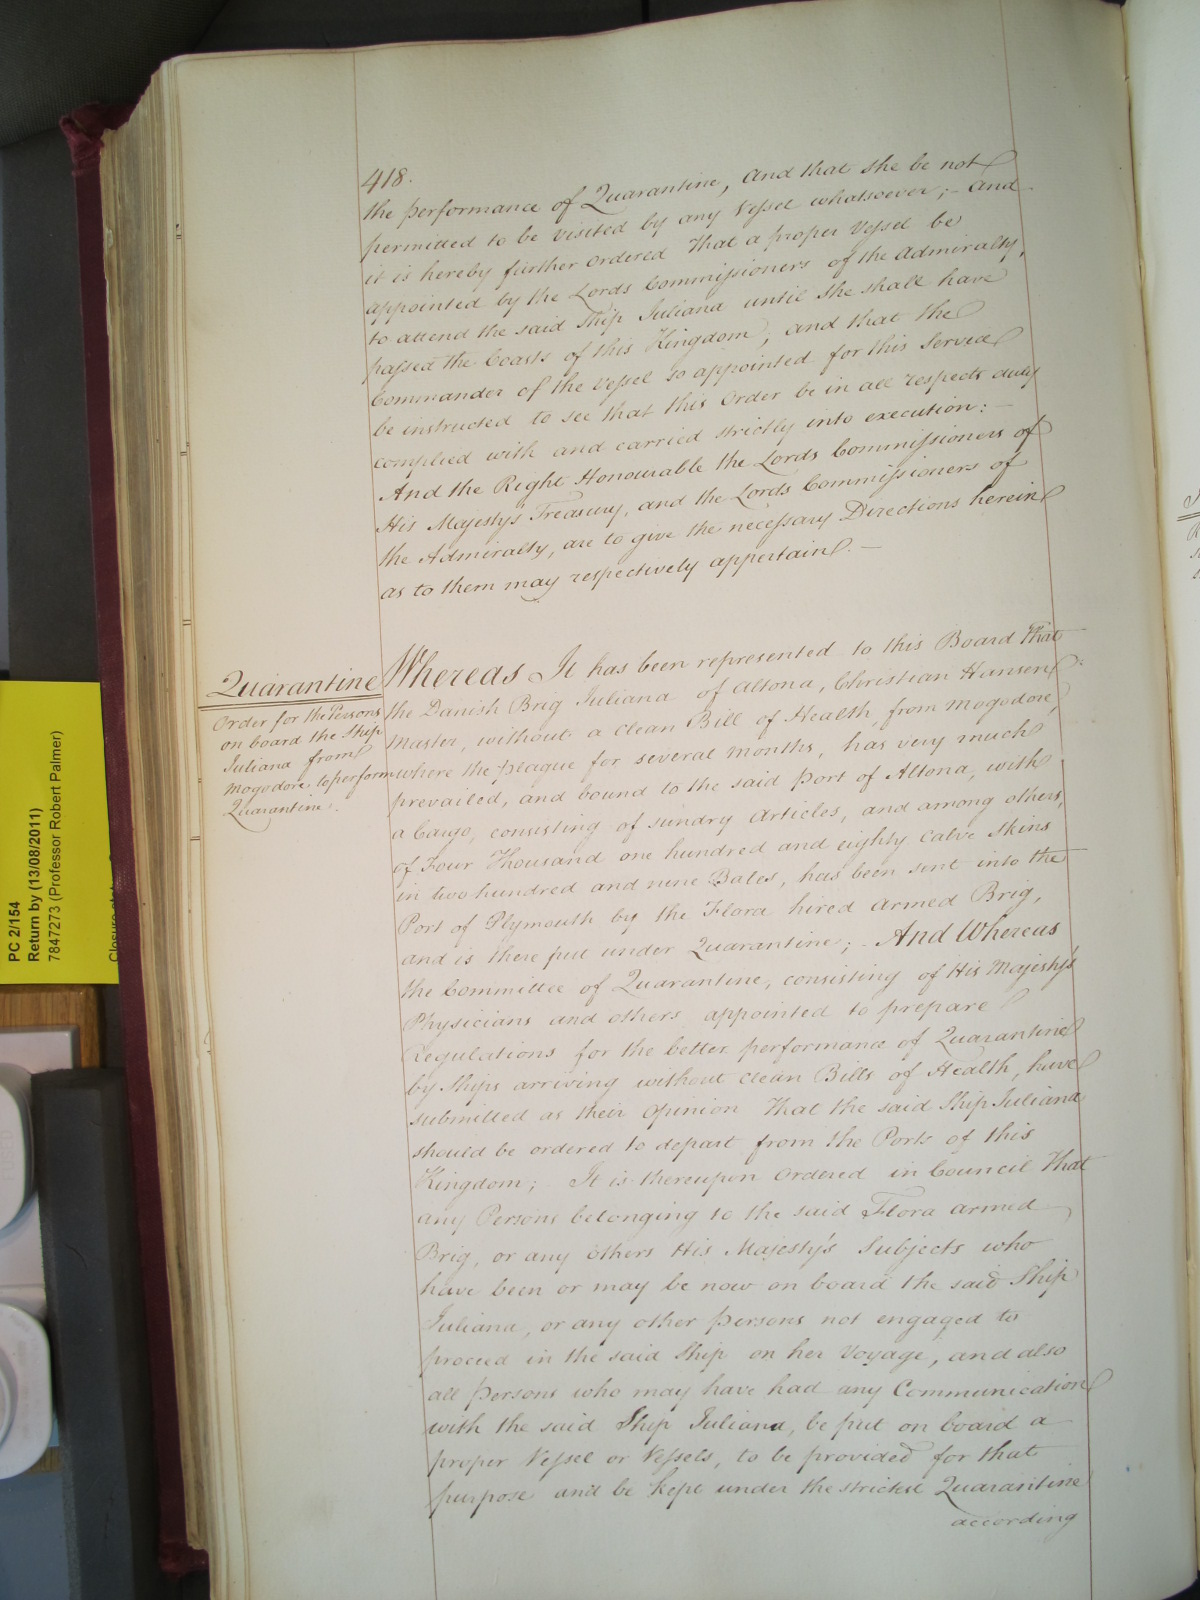 418.
the performance of Quarantine, And that she be not
permitted to be visited by any Vessel whatsoever; - And
it is hereby further ordered That a proper Vessel be
appointed by the Lords Commissioners of the Admiralty,
to attend the said Ship Juliana until She shall have
passed the Coasts of this Kingdom, and that the
Commander of the Vessel so appointed for this Service
be instructed to see that this Order be in all respects duly
complied with and carried strictly into execution: -
And the Right Honourable the Lords Commissioners of
His Majesty's Treasury, and the Lords Commissioners of
the Admiralty, are to give the necessary Directions herein
as to them may respectively appertain. -
Quarantine
Order for the Persons
on board the Ship
Juliana from
Mogodore, to perform
Quarantine.
Whereas It has been represented to this Board That
the Danish Brig Juliana of Altona, Christian Hansen
Master, without a clean Bill of Health, from Mogodore,
where the plague for several Months, has very much
prevailed, and bound to the said port of Altona, with
a Cargo, consisting of sundry Articles, and among others,
of Four Thousand one hundred and eighty Calve Skins
in two hundred and nine Bales, has been sent into the
Port of Plymouth by the Flora hired Armed Brig,
and is there put under Quarantine; - And Whereas
the Committee of Quarantine, consisting of His Majesty's
Physicians and others appointed to prepare
Regulations for the better performance of Quarantine
by Ships arriving without clean Bills of Health, have
submitted as their Opinion That the said Ship Juliana
should be ordered to depart from the Ports of this
Kingdom; - It is thereupon Ordered in Council That
any Persons belonging to the said Flora armed
Brig, or any others His Majesty's Subjects who
have been or may be now on board the said Ship
Juliana, or any other persons not engaged to
proceed in the said Ship on her Voyage, and also
all persons who may have had any Communication
with the said Ship Juliana, be put on board a
proper Vessel or Vessels, to be provided for that
purpose and be kept under the strictest Quarantine
according
PC 2/154
Return by (13/08/2011)
7847273 (Professor Robert Palmer)